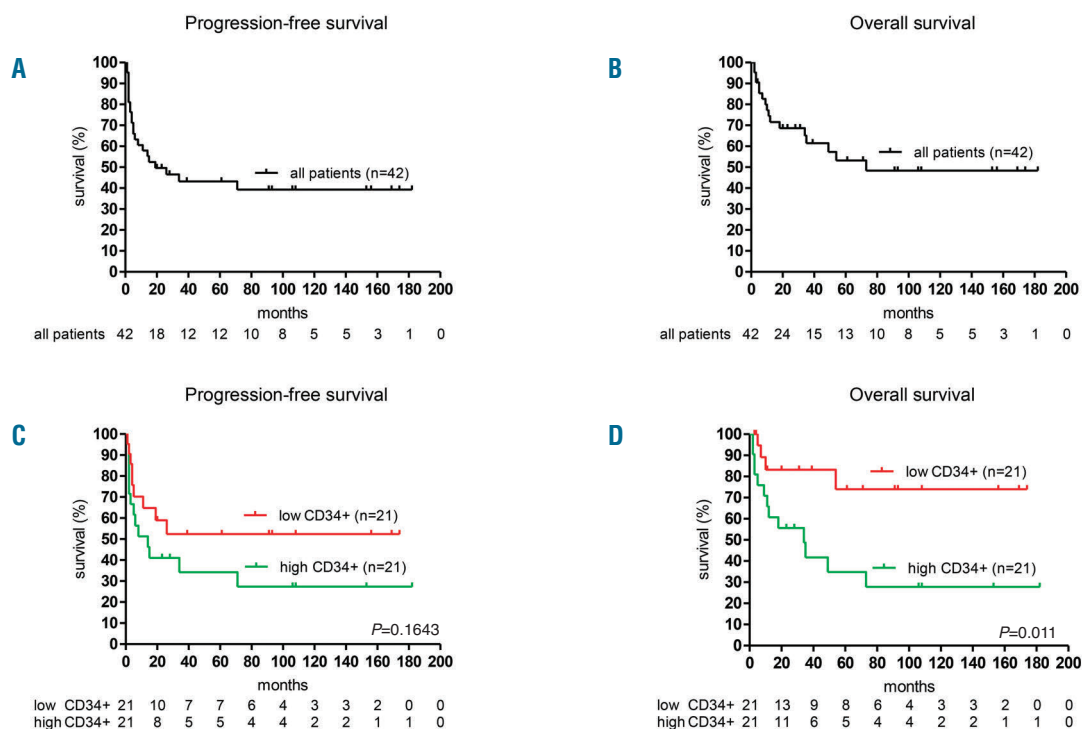 Progression-free survival
A
100
90
80
70
60
50
40
30
20
10
0
survival (%)
all patients (n=42)
0 20 40 60 80 100 120 140 160 180 200
months
all patients 42 18 12 12 10 8 5 5 3 1 0
Overall survival
B
100
90
80
70
60
50
40
30
20
10
0
survival (%)
all patients (n=42)
0 20 40 60 80 100 120 140 160 180 200
months
42 24 15 13 10 8 5 5 3 1 0
Progression-free survival
C
100
90
80
70
60
50
40
30
20
10
0
survival (%)
low CD34+ (n=21)
high CD34+ (n=21)
P=0.1643
0 20 40 60 80 100 120 140 160 180 200
months
low CD34+ 21 10 7 7 6 4 3 3 2 0 0
high CD34+ 21 8 5 5 4 4 2 2 1 1 0
Overall survival
D
100
90
80
70
60
50
40
30
20
10
0
survival (%)
low CD34+ (n=21)
high CD34+ (n=21)
P=0.011
0 20 40 60 80 100 120 140 160 180 200
months
low CD34+ 21 13 9 8 6 4 3 3 2 0 0
high CD34+ 21 11 6 5 4 4 2 2 1 1 0